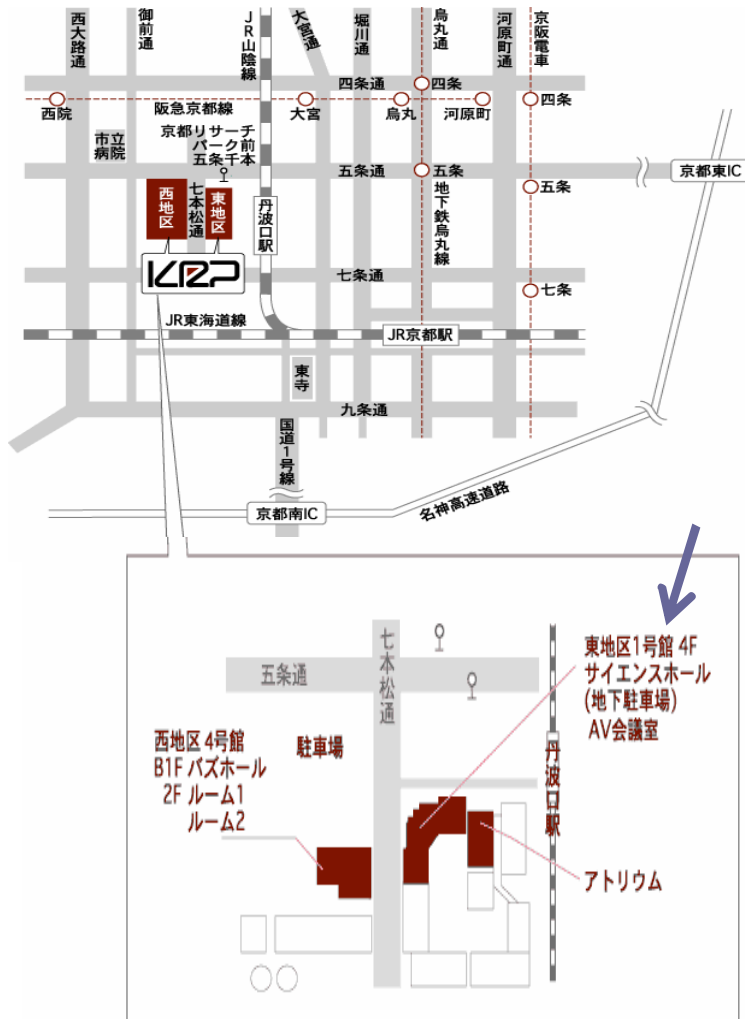 西大路通
御前通
JR山陰線
大宮通
堀川通
烏丸通
河原町通
京阪電車
四条通
四条
阪急京都線
西院
大宮
烏丸
河原町
四条
市立
病院
京都リサーチ
パーク前
五条千本
五条通
五条
京都東IC
五条
西地区
七本松通
東地区
丹波口駅
地下鉄烏丸線
KRP
七条通
七条
JR東海道線
JR京都駅
東寺
九条通
国道1号線
京都南IC
名神高速道路
七本松通
五条通
東地区1号館 4F
サイエンスホール
(地下駐車場)
AV会議室
西地区 4号館
B1F バズホール
2F ルーム1
ルーム2
駐車場
丹波口駅
アトリウム